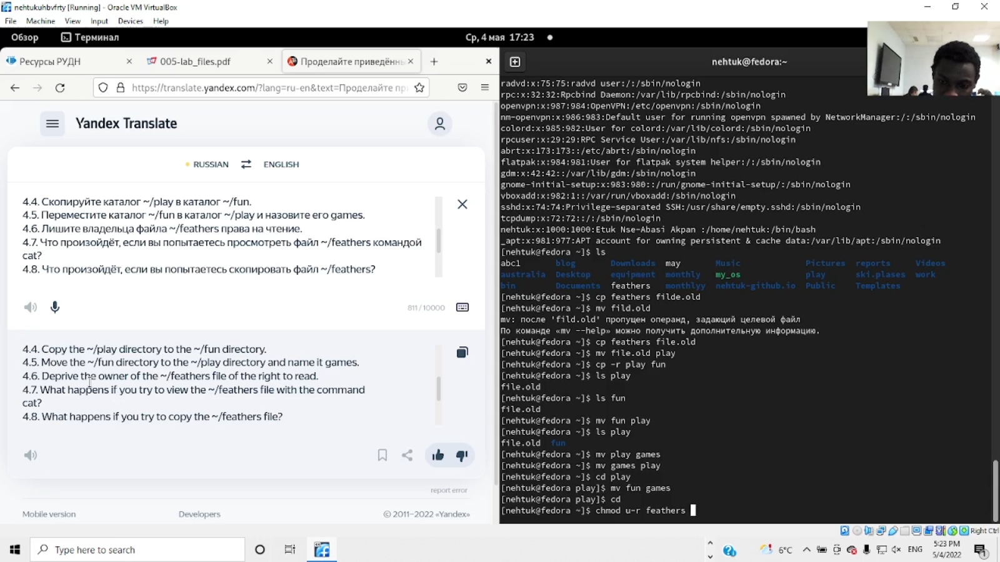 nehtukuhbvfrty [Running] - Oracle VM VirtualBox
File Machine View Input Devices Help
Обзор Терминал Ср, 4 мая 17:23
Ресурсы РУДН 005-lab_files.pdf Проделайте приведённы
https://translate.yandex.com/?lang=ru-en&text=Проделайте пр
Yandex Translate
RUSSIAN ENGLISH
4.4. Скопируйте каталог ~/play в каталог ~/fun.
4.5. Переместите каталог ~/fun в каталог ~/play и назовите его games.
4.6. Лишите владельца файла ~/feathers права на чтение.
4.7. Что произойдёт, если вы попытаетесь просмотреть файл ~/feathers командой
cat?
4.8. Что произойдёт, если вы попытаетесь скопировать файл ~/feathers?
811/10000
4.4. Copy the ~/play directory to the ~/fun directory.
4.5. Move the ~/fun directory to the ~/play directory and name it games.
4.6. Deprive the owner of the ~/feathers file of the right to read.
4.7. What happens if you try to view the ~/feathers file with the command
cat?
4.8. What happens if you try to copy the ~/feathers file?
report error
Mobile version Developers © 2011–2022 «Yandex»
nehtuk@fedora:~
radvd:x:75:75:radvd user:/:/sbin/nologin
rpc:x:32:32:Rpcbind Daemon:/var/lib/rpcbind:/sbin/nologin
openvpn:x:987:984:OpenVPN:/etc/openvpn:/sbin/nologin
nm-openvpn:x:986:983:Default user for running openvpn spawned by NetworkManager:/:/sbin/nologin
colord:x:985:982:User for colord:/var/lib/colord:/sbin/nologin
rpcuser:x:29:29:RPC Service User:/var/lib/nfs:/sbin/nologin
abrt:x:173:173::/etc/abrt:/sbin/nologin
flatpak:x:984:981:User for flatpak system helper:/:/sbin/nologin
gdm:x:42:42::/var/lib/gdm:/sbin/nologin
gnome-initial-setup:x:983:980::/run/gnome-initial-setup/:/sbin/nologin
vboxadd:x:982:1::/var/run/vboxadd:/sbin/nologin
sshd:x:74:74:Privilege-separated SSH:/usr/share/empty.sshd:/sbin/nologin
tcpdump:x:72:72::/:/sbin/nologin
nehtuk:x:1000:1000:Etuk Nse-Abasi Akpan :/home/nehtuk:/bin/bash
_apt:x:981:977:APT account for owning persistent & cache data:/var/lib/apt:/sbin/nologin
[nehtuk@fedora ~]$ ls
abc1 blog Downloads may Music Pictures reports Videos
australia Desktop equipment monthly my_os play ski.plases work
bin Documents feathers monthlyy nehtuk-github.io Public Templates
[nehtuk@fedora ~]$ cp feathers filde.old
[nehtuk@fedora ~]$ mv fild.old
mv: после 'fild.old' пропущен операнд, задающий целевой файл
По команде «mv --help» можно получить дополнительную информацию.
[nehtuk@fedora ~]$ cp feathers file.old
[nehtuk@fedora ~]$ mv file.old play
[nehtuk@fedora ~]$ cp -r play fun
[nehtuk@fedora ~]$ ls play
file.old
[nehtuk@fedora ~]$ ls fun
file.old
[nehtuk@fedora ~]$ mv fun play
[nehtuk@fedora ~]$ ls play
file.old fun
[nehtuk@fedora ~]$ mv play games
[nehtuk@fedora ~]$ mv games play
[nehtuk@fedora ~]$ cd play
[nehtuk@fedora play]$ mv fun games
[nehtuk@fedora play]$ cd
[nehtuk@fedora ~]$ chmod u-r feathers
Right Ctrl
Type here to search
6°C ENG
5:23 PM
5/4/2022
1